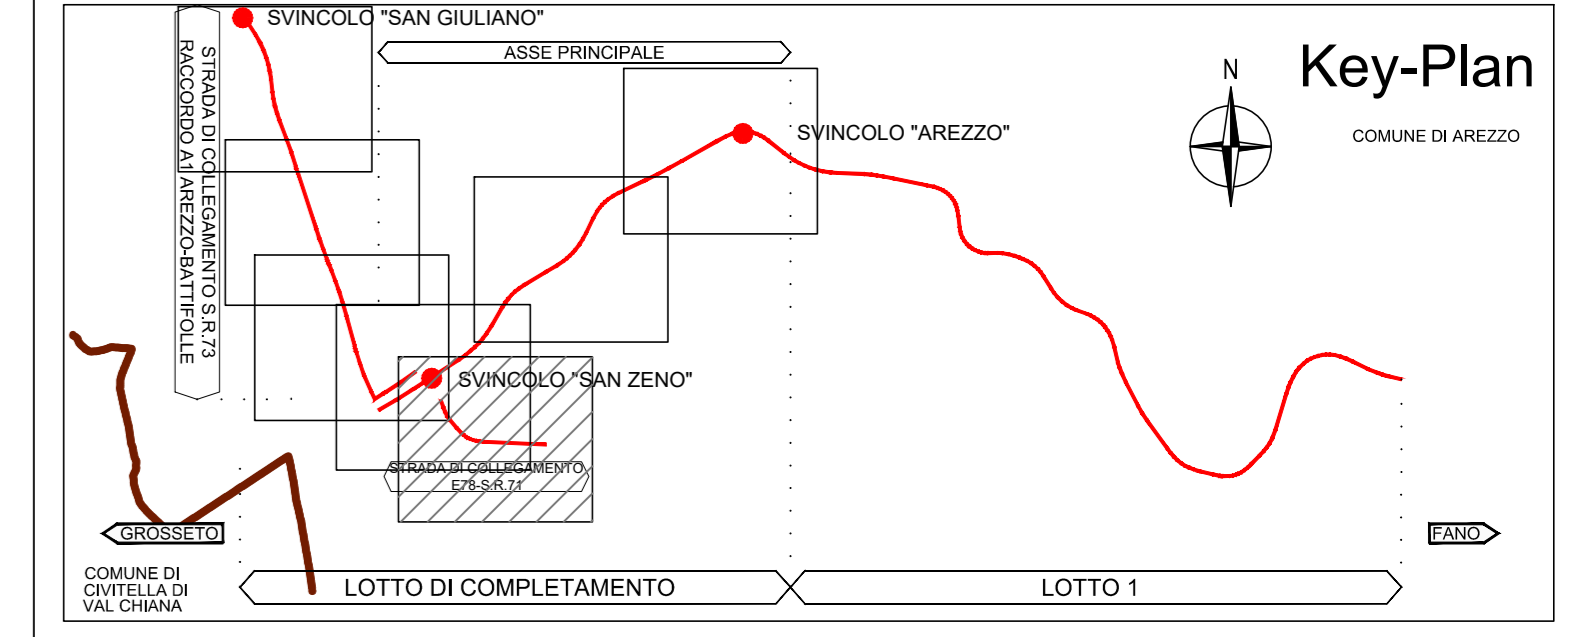 SVINCOLO "SAN GIULIANO"
ASSE PRINCIPALE
Key-Plan
N
COMUNE DI AREZZO
SVINCOLO "AREZZO"
STRADA DI COLLEGAMENTO S.R.73
RACCORDO A1 AREZZO-BATTIFOLLE
SVINCOLO "SAN ZENO"
STRADA DI COLLEGAMENTO
E78-S.R.71
GROSSETO
FANO
COMUNE DI
CIVITELLA DI
VAL CHIANA
LOTTO DI COMPLETAMENTO
LOTTO 1